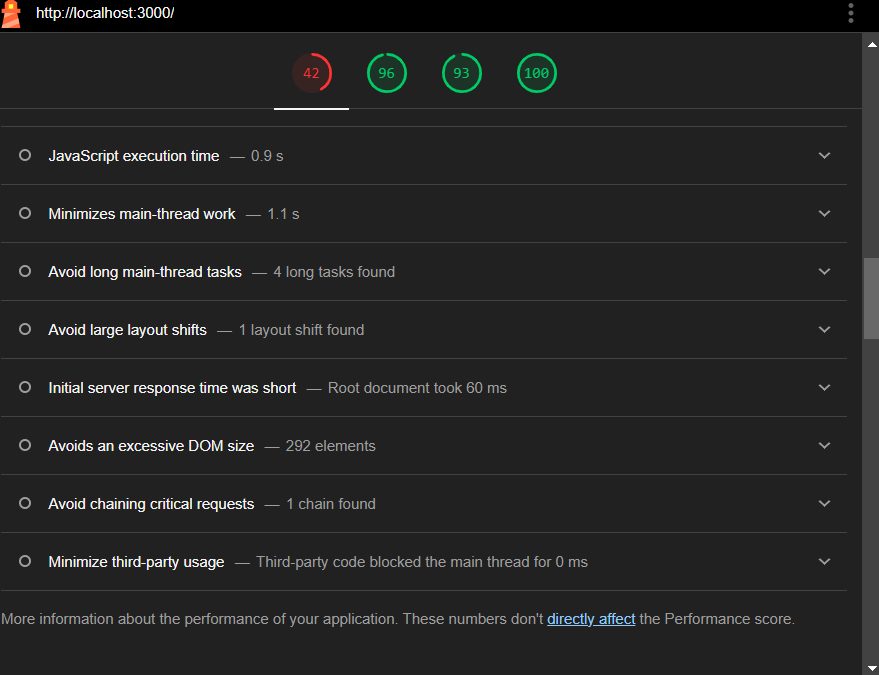 http://localhost:3000/
42 96 93 100
JavaScript execution time — 0.9 s
Minimizes main-thread work — 1.1 s
Avoid long main-thread tasks — 4 long tasks found
Avoid large layout shifts — 1 layout shift found
Initial server response time was short — Root document took 60 ms
Avoids an excessive DOM size — 292 elements
Avoid chaining critical requests — 1 chain found
Minimize third-party usage — Third-party code blocked the main thread for 0 ms
More information about the performance of your application. These numbers don't directly affect the Performance score.